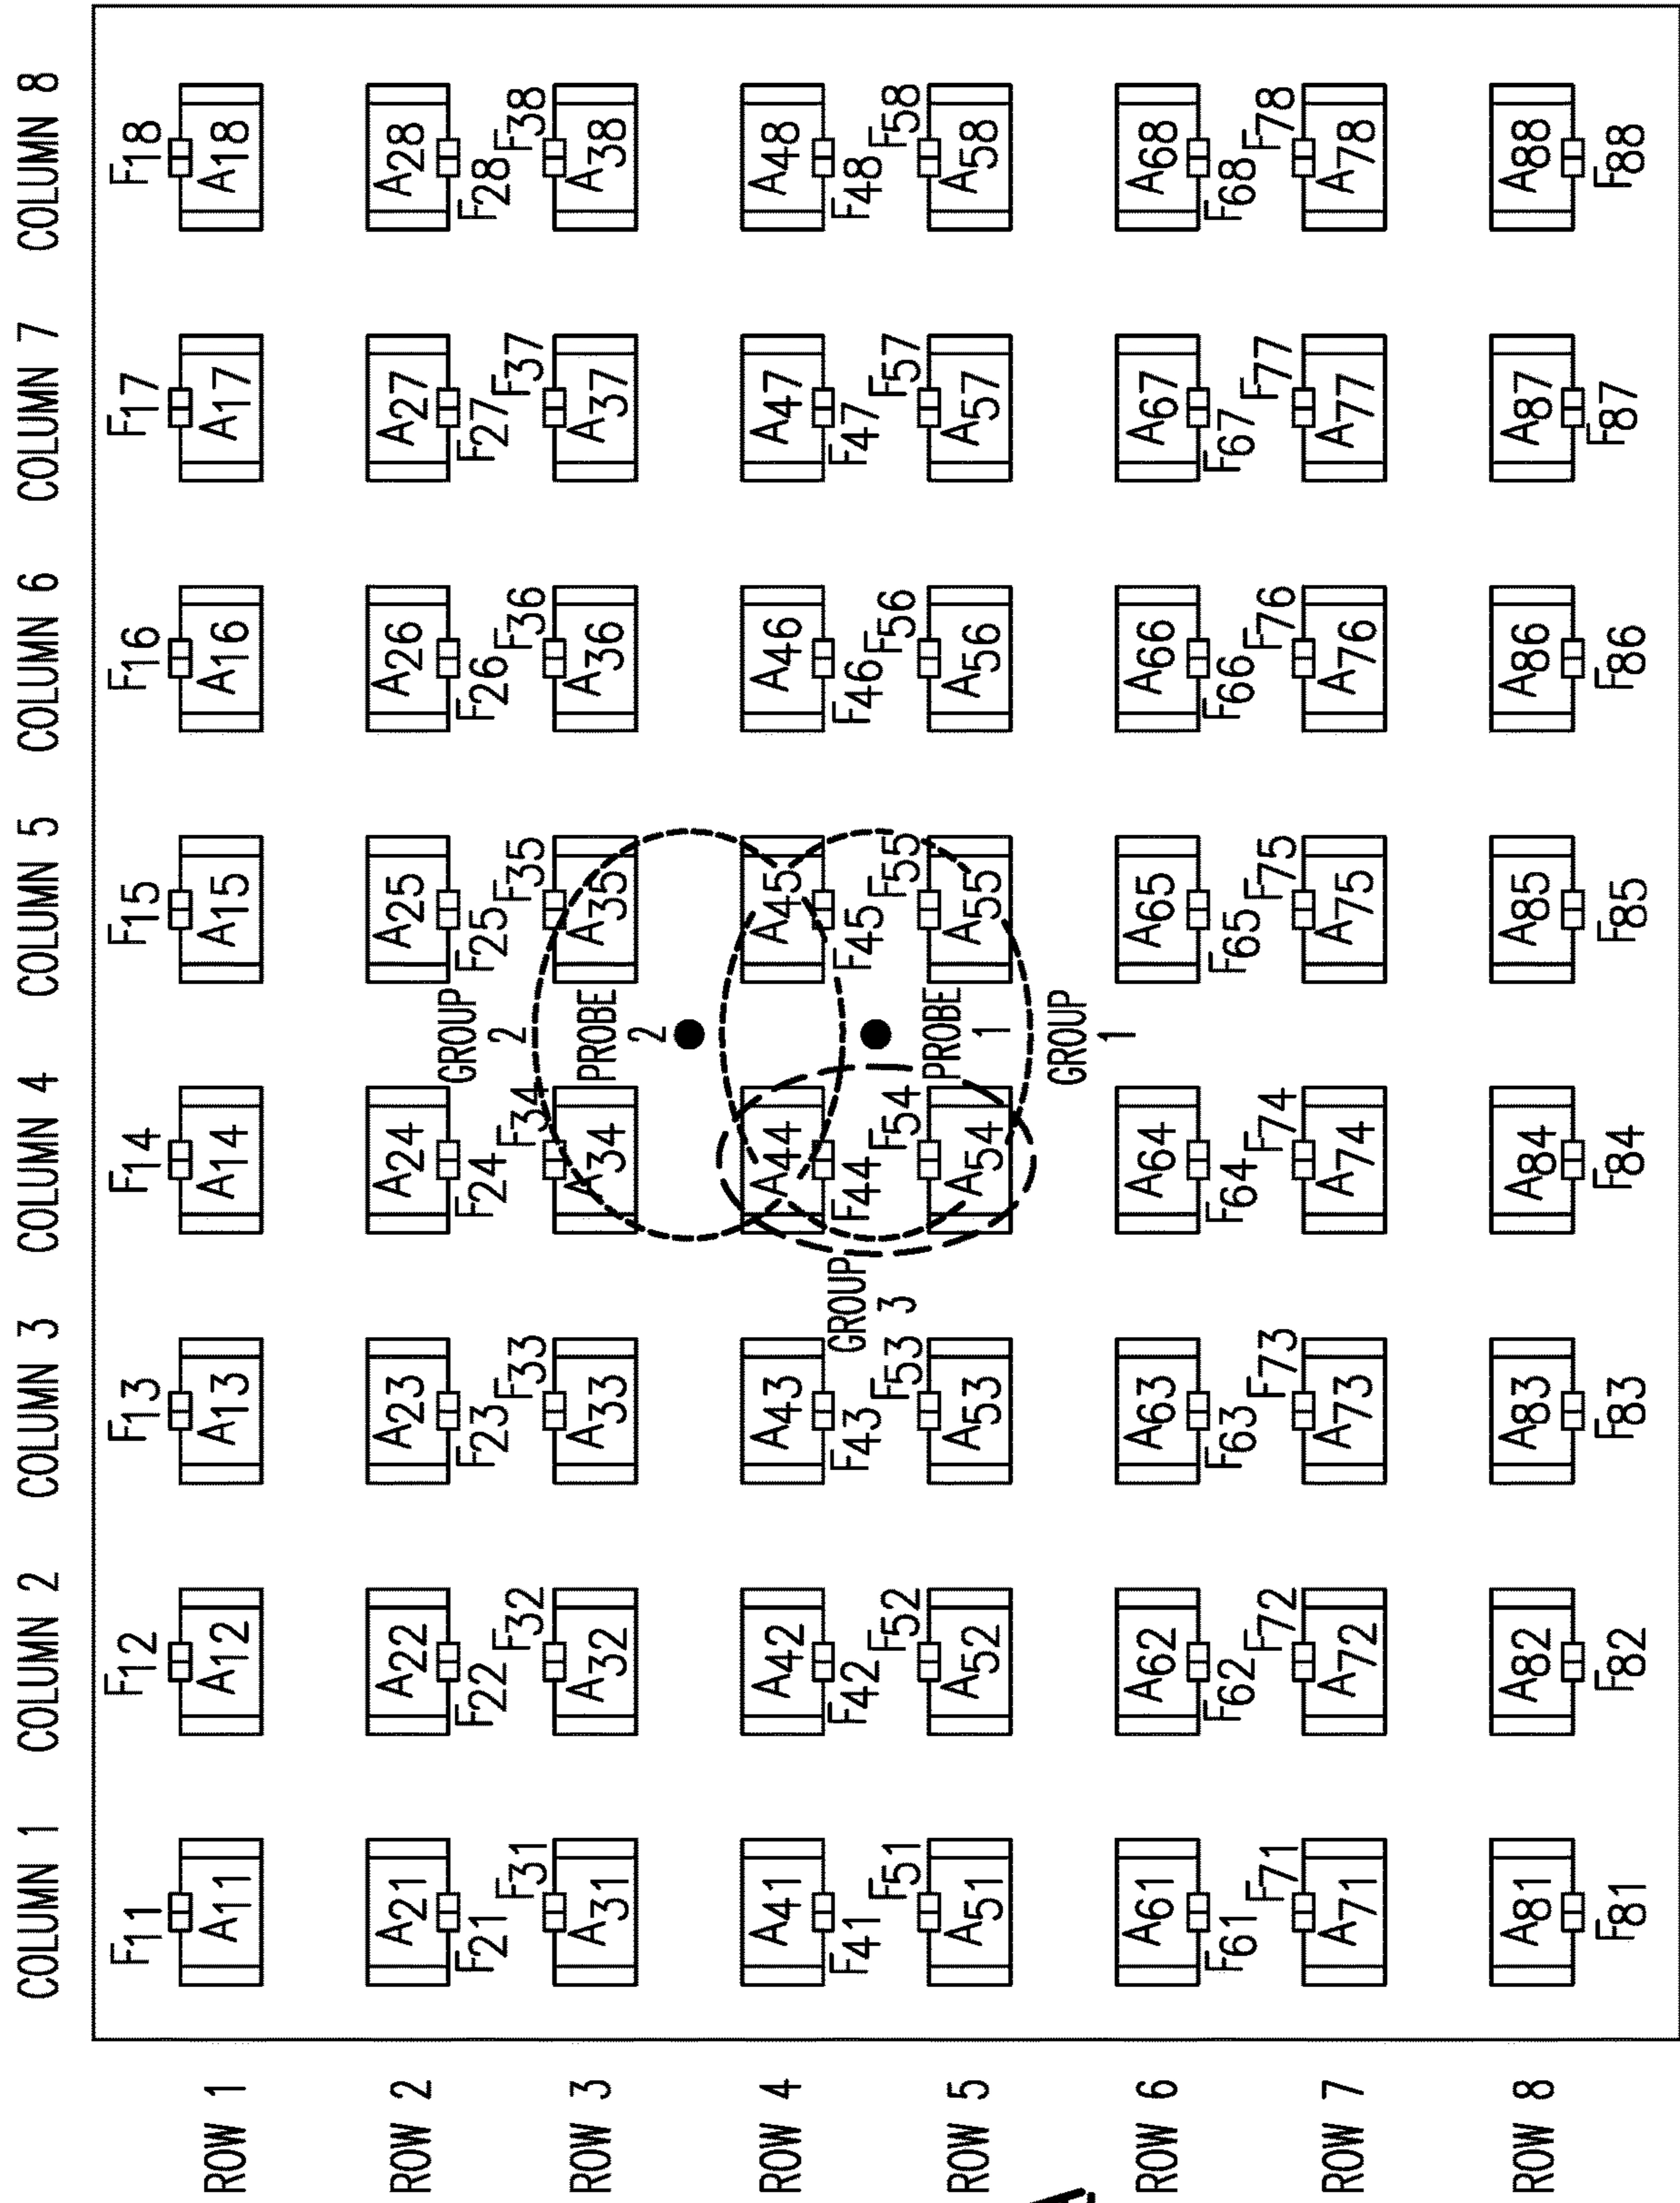 COLUMN 1 COLUMN 2 COLUMN 3 COLUMN 4 COLUMN 5 COLUMN 6 COLUMN 7 COLUMN 8
F11 F12 F13 F14 F15 F16 F17 F18
ROW 1 A11 A12 A13 A14 A15 A16 A17 A18
ROW 2 A21 A22 A23 A24 A25 A26 A27 A28
GROUP
2
F21 F22 F23 F24 F25 F26 F27 F28
F31 F32 F33 F34 F35 F36 F37 F38
ROW 3 A31 A32 A33 A34 A35 A36 A37 A38
PROBE
2
ROW 4 A41 A42 A43 A44 A45 A46 A47 A48
F41 F42 F43 F44 F45 F46 F47 F48
GROUP
3
F51 F52 F53 F54 F55 F56 F57 F58
PROBE
1
ROW 5 A51 A52 A53 A54 A55 A56 A57 A58
GROUP
1
ROW 6 A61 A62 A63 A64 A65 A66 A67 A68
F61 F62 F63 F64 F65 F66 F67 F68
F71 F72 F73 F74 F75 F76 F77 F78
ROW 7 A71 A72 A73 A74 A75 A76 A77 A78
ROW 8 A81 A82 A83 A84 A85 A86 A87 A88
F81 F82 F83 F84 F85 F86 F87 F88